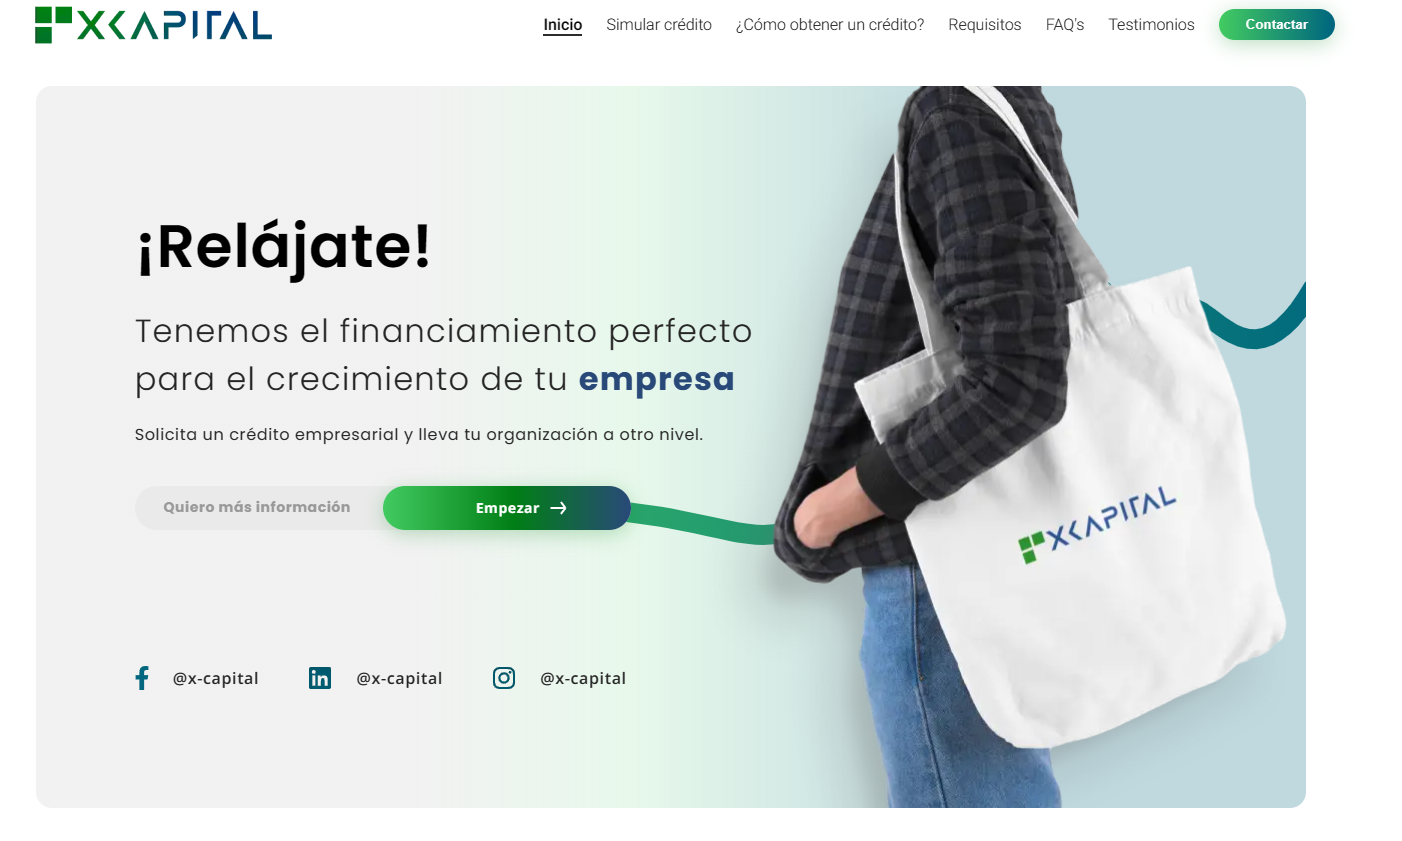 XKAPITAL
Inicio Simular crédito ¿Cómo obtener un crédito? Requisitos FAQ's Testimonios Contactar
¡Relájate!
Tenemos el financiamiento perfecto
para el crecimiento de tu empresa
Solicita un crédito empresarial y lleva tu organización a otro nivel.
Quiero más información Empezar →
XKAPITAL
@x-capital @x-capital @x-capital